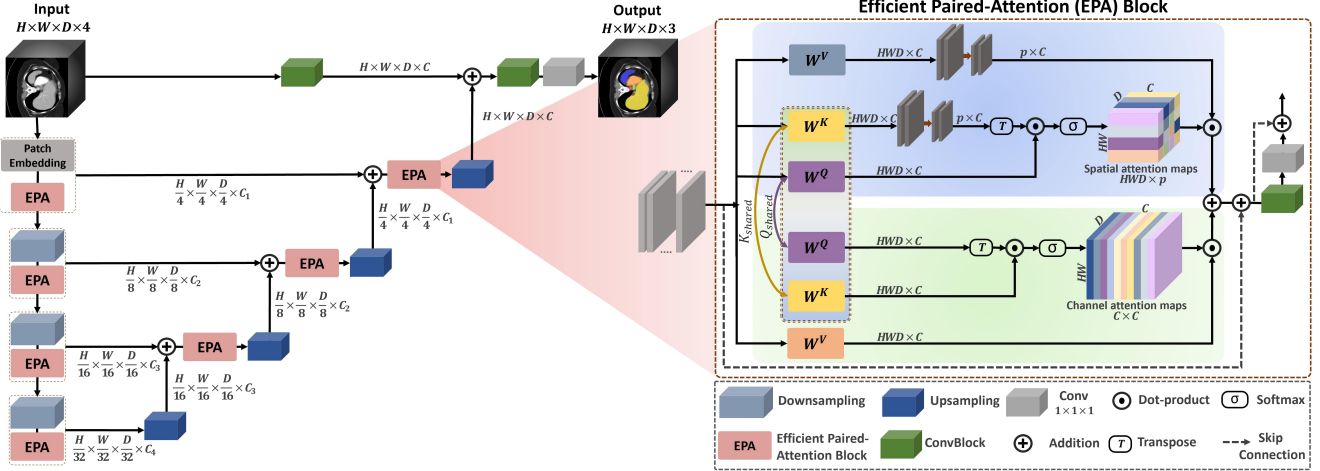 Input
H×W×D×4
Output
H×W×D×3
H×W×D×C
H×W×D×C
Patch
Embedding
EPA
H/4×W/4×D/4×C₁
EPA
H/4×W/4×D/4×C₁
EPA
H/8×W/8×D/8×C₂
EPA
H/8×W/8×D/8×C₂
EPA
H/16×W/16×D/16×C₃
EPA
H/16×W/16×D/16×C₃
EPA
H/32×W/32×D/32×C₄
Efficient Paired-Attention (EPA) Block
W^V
HWD×C
p×C
W^K
HWD×C
p×C
T
σ
D
C
HW
Spatial attention maps
HWD×p
W^Q
HWD×C
K_shared
Q_shared
....
....
W^Q
HWD×C
T
σ
D
C
HW
Channel attention maps
C×C
W^K
HWD×C
W^V
HWD×C
Downsampling
Upsampling
Conv
1×1×1
Dot-product
σ
Softmax
EPA
Efficient Paired-
Attention Block
ConvBlock
Addition
T
Transpose
Skip
Connection